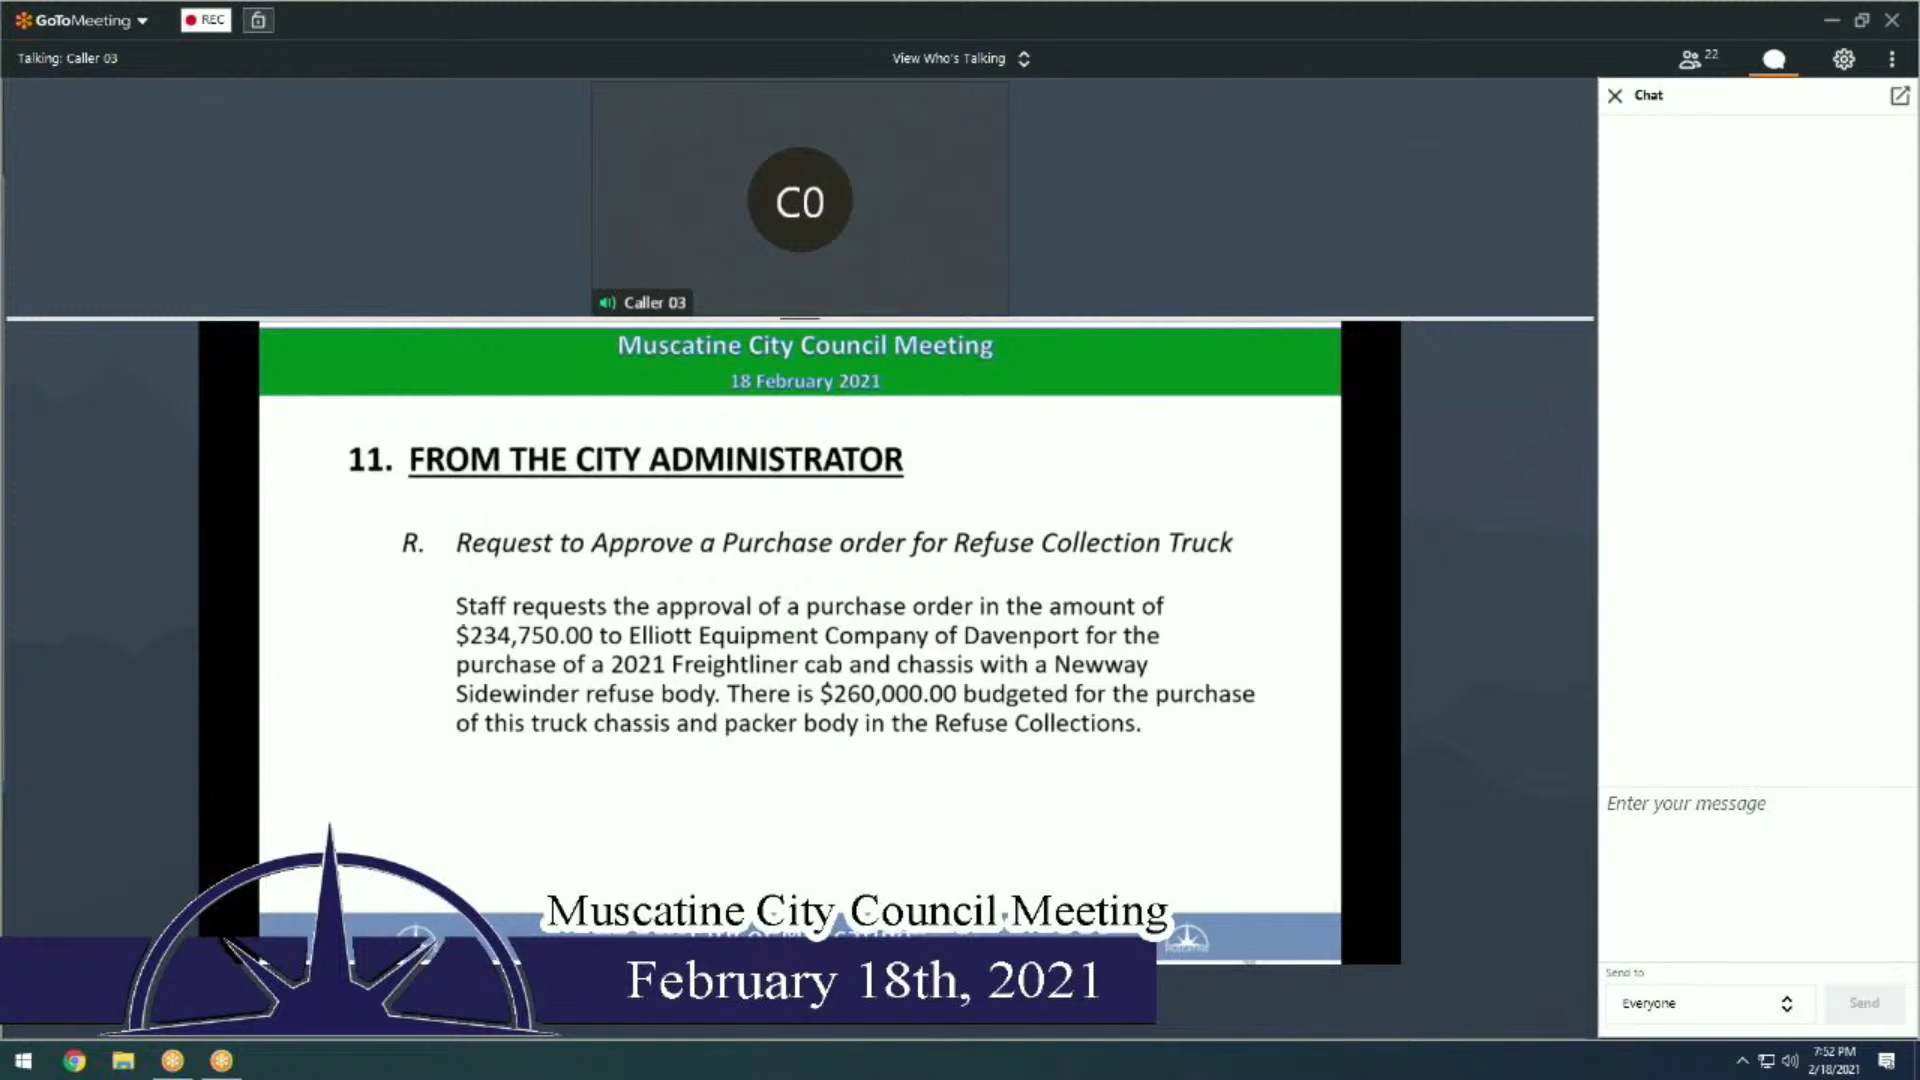 GoToMeeting
REC
Talking: Caller 03
View Who's Talking
22
Chat
C0
Caller 03
Muscatine City Council Meeting
18 February 2021
11. FROM THE CITY ADMINISTRATOR
R. Request to Approve a Purchase order for Refuse Collection Truck
Staff requests the approval of a purchase order in the amount of
$234,750.00 to Elliott Equipment Company of Davenport for the
purchase of a 2021 Freightliner cab and chassis with a Newway
Sidewinder refuse body. There is $260,000.00 budgeted for the purchase
of this truck chassis and packer body in the Refuse Collections.
Enter your message
Muscatine City Council Meeting
February 18th, 2021
Send to
Everyone
Send
7:52 PM
2/18/2021